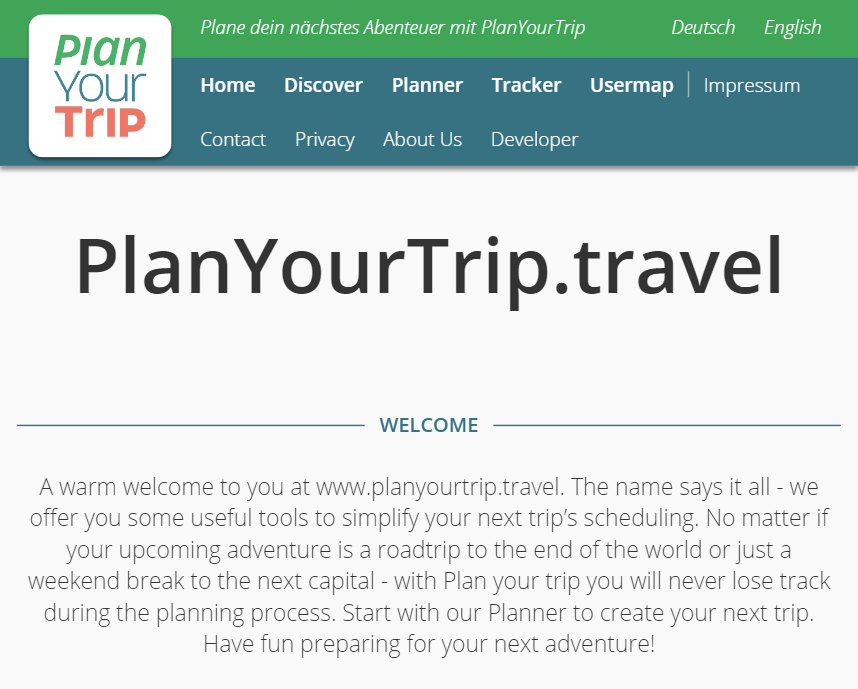 Plan
Your
TRIP
Plane dein nächstes Abenteuer mit PlanYourTrip
Deutsch English
Home Discover Planner Tracker Usermap Impressum
Contact Privacy About Us Developer
PlanYourTrip.travel
WELCOME
A warm welcome to you at www.planyourtrip.travel. The name says it all - we
offer you some useful tools to simplify your next trip’s scheduling. No matter if
your upcoming adventure is a roadtrip to the end of the world or just a
weekend break to the next capital - with Plan your trip you will never lose track
during the planning process. Start with our Planner to create your next trip.
Have fun preparing for your next adventure!